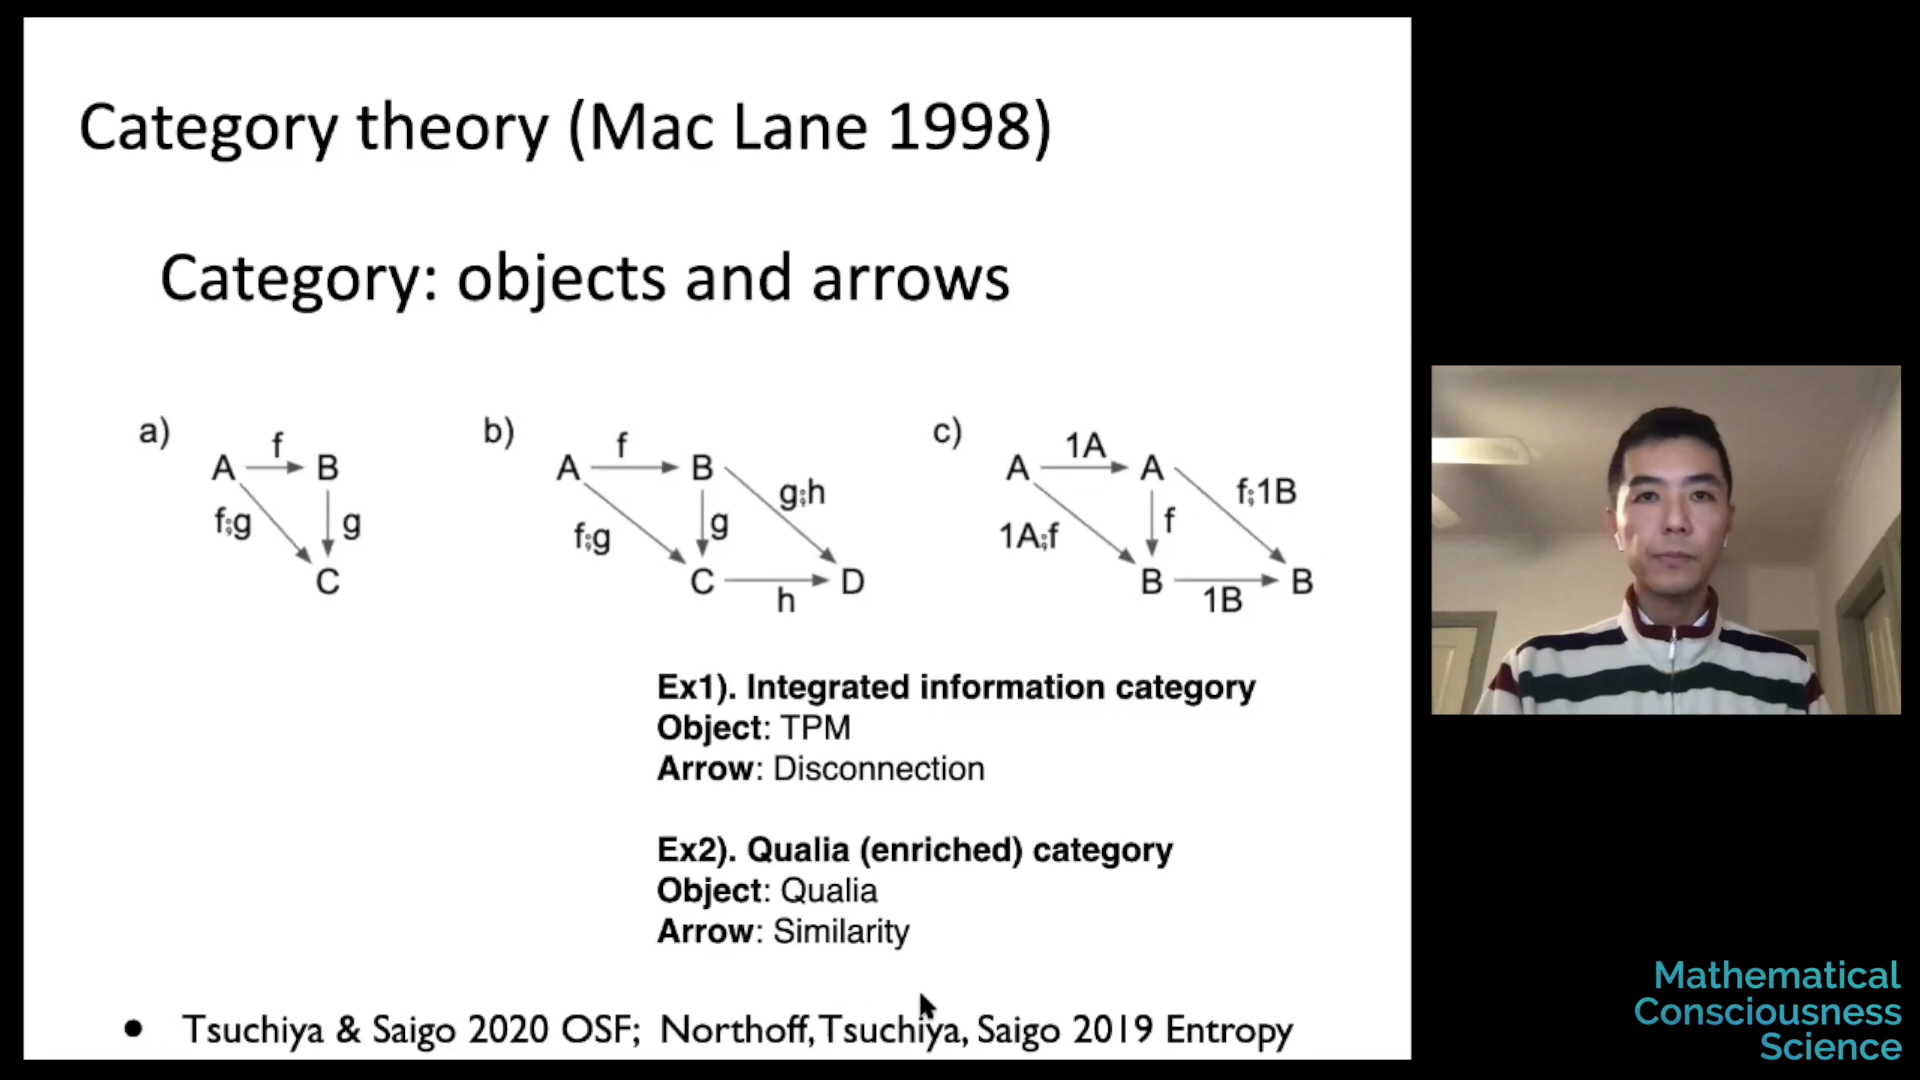 Category theory (Mac Lane 1998)
Category: objects and arrows
a)
A f B
f;g g
C
b)
A f B
g;h
f;g g
C h D
c)
A 1A A
f;1B
1A;f f
B 1B B
Ex1). Integrated information category
Object: TPM
Arrow: Disconnection
Ex2). Qualia (enriched) category
Object: Qualia
Arrow: Similarity
• Tsuchiya & Saigo 2020 OSF; Northoff, Tsuchiya, Saigo 2019 Entropy
Mathematical
Consciousness
Science